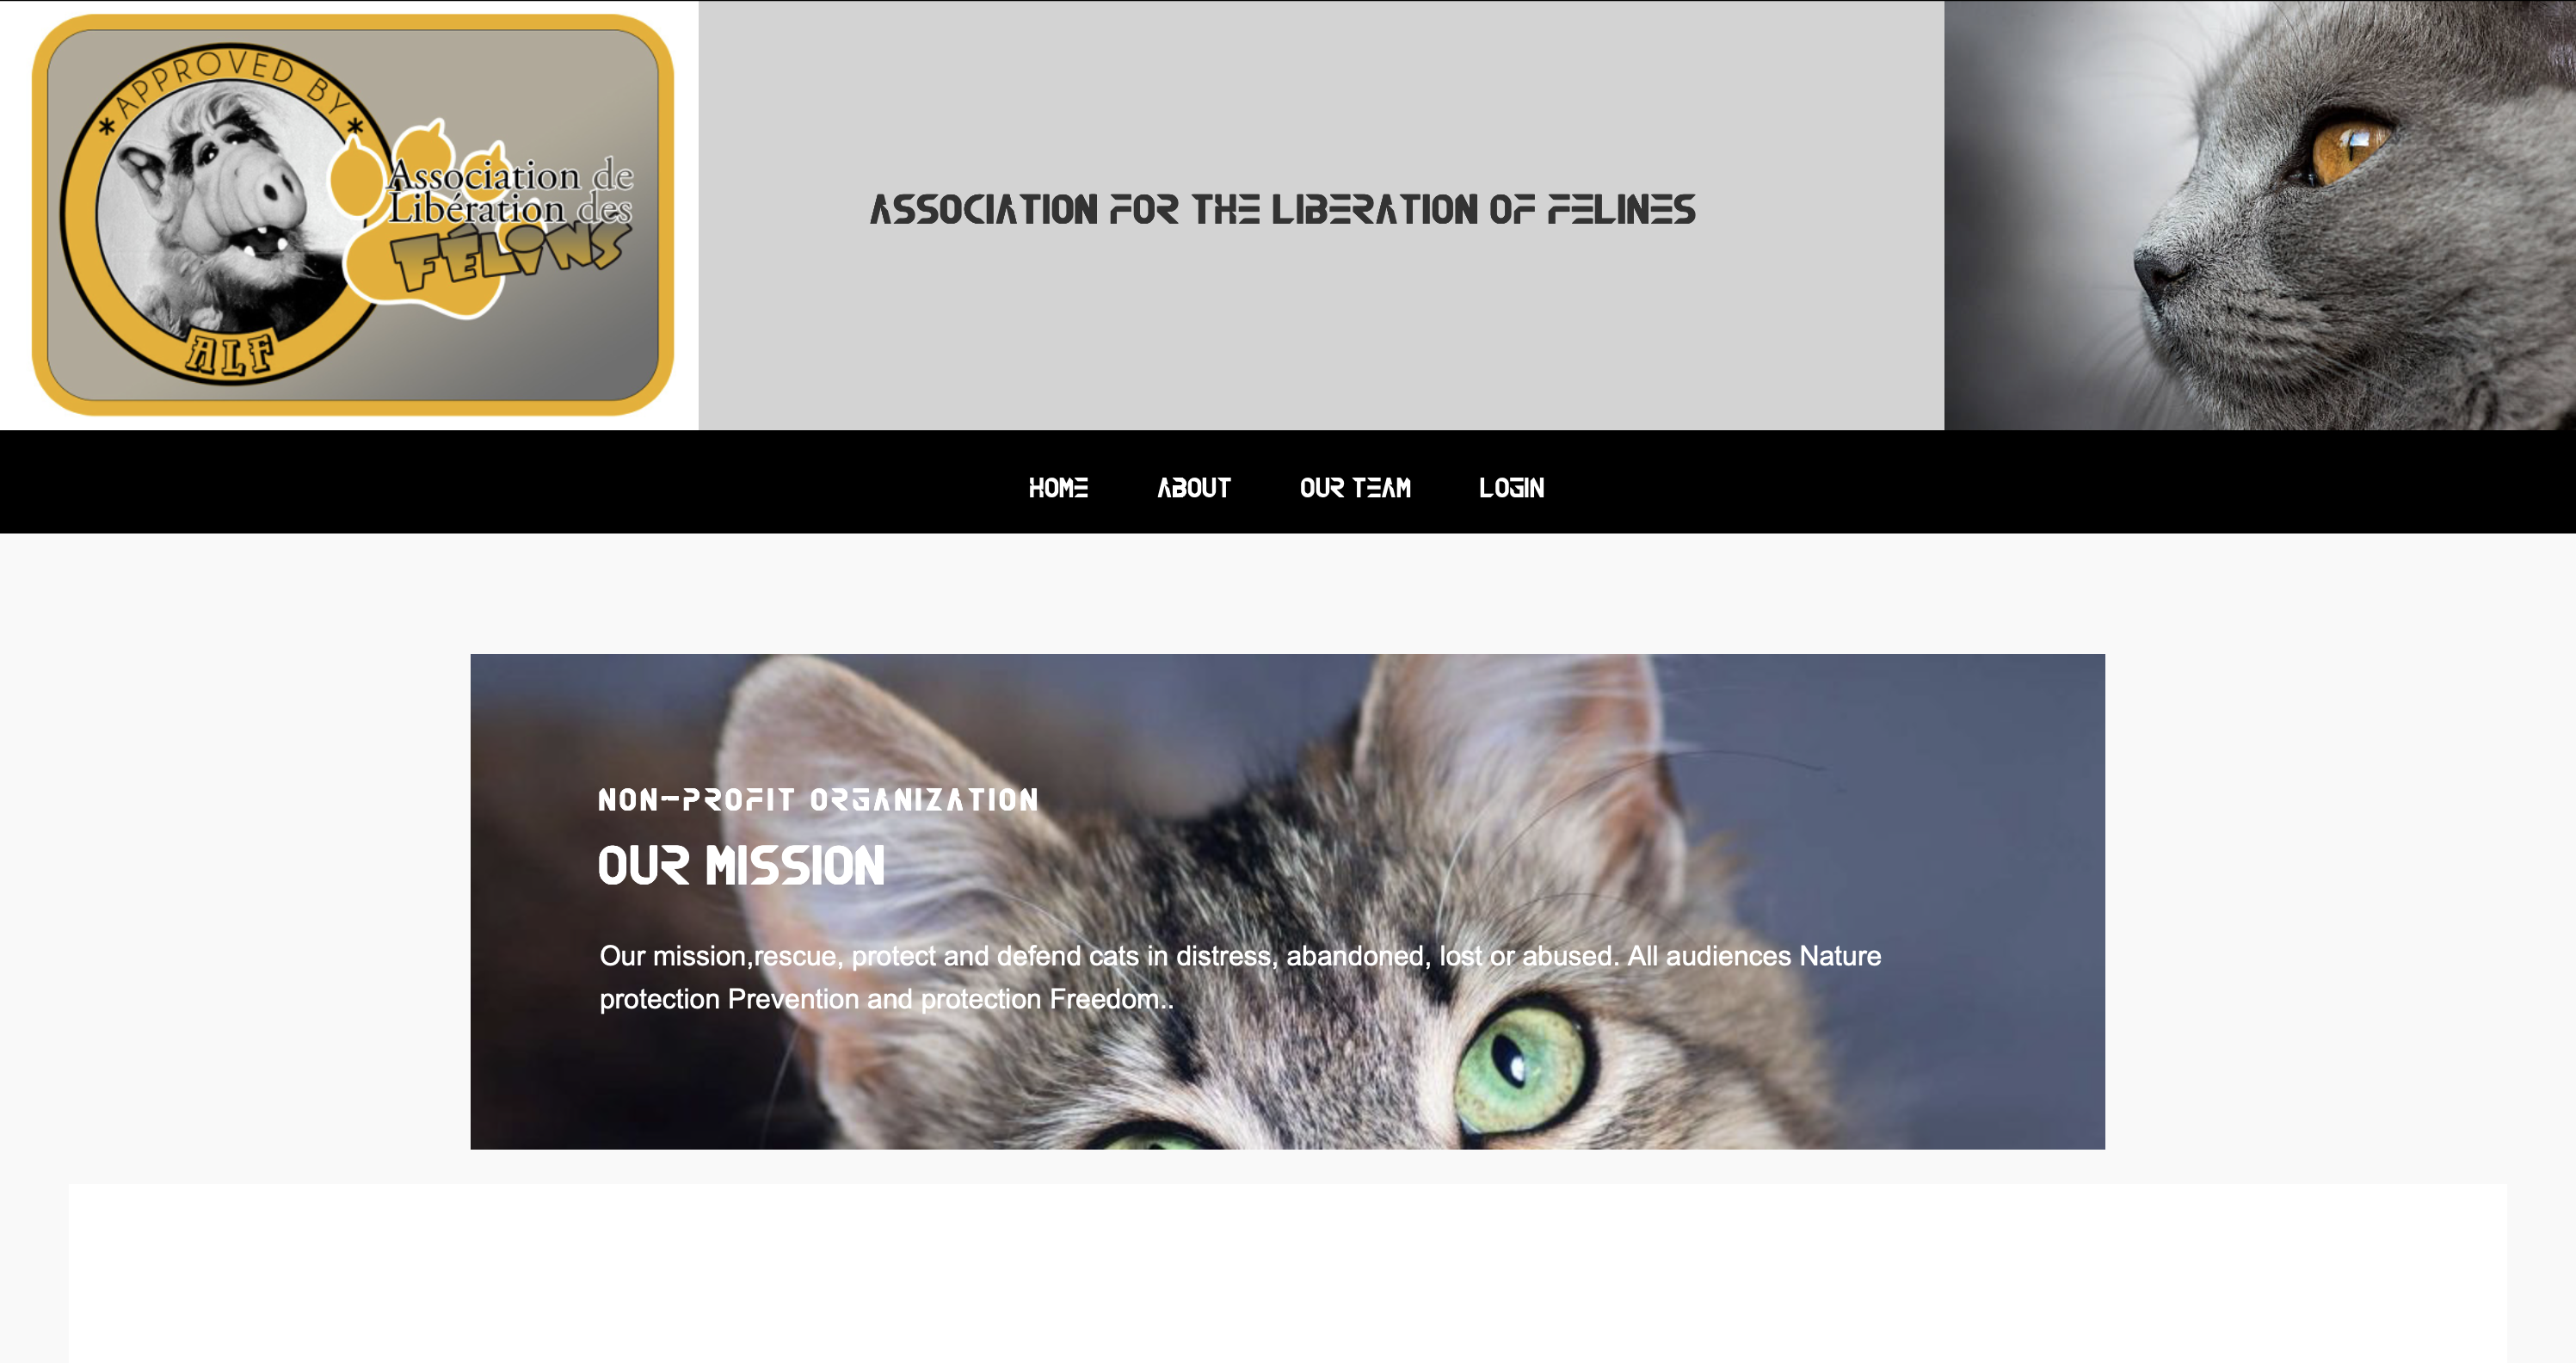 * APPROVED BY *
ALF
Association de
Libération des
FÉLiNS
ASSOCIATION FOR THE LIBERATION OF FELINES
HOME ABOUT OUR TEAM LOGIN
NON-PROFIT ORGANIZATION
OUR MISSION
Our mission,rescue, protect and defend cats in distress, abandoned, lost or abused. All audiences Nature
protection Prevention and protection Freedom..